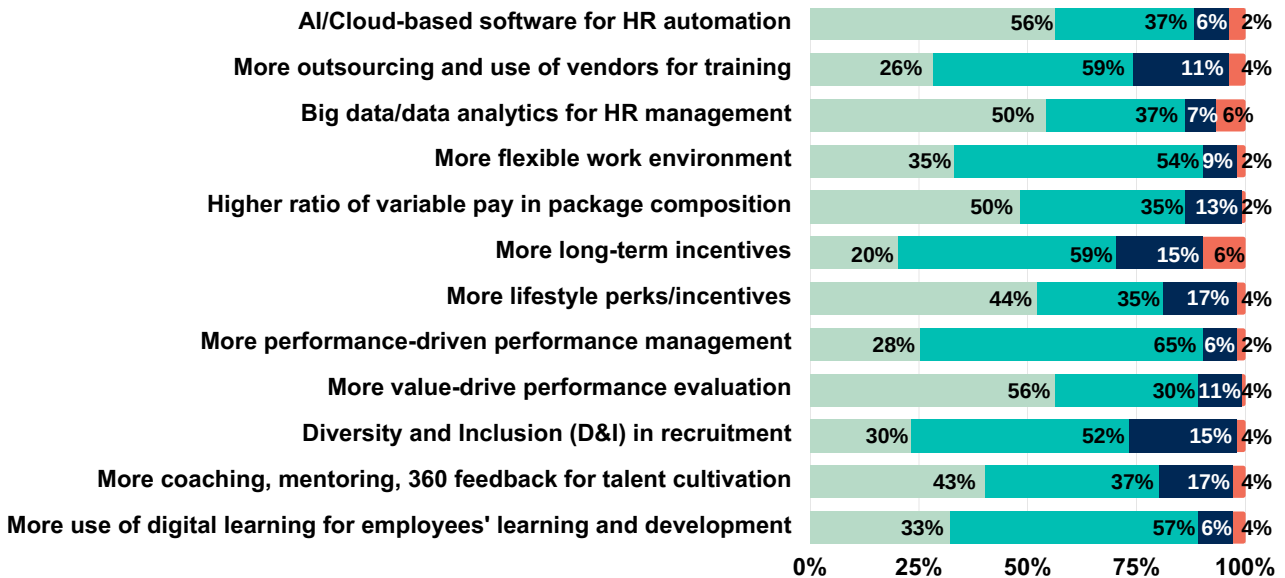 AI/Cloud-based software for HR automation 56% 37% 6% 2%
More outsourcing and use of vendors for training 26% 59% 11% 4%
Big data/data analytics for HR management 50% 37% 7% 6%
More flexible work environment 35% 54% 9% 2%
Higher ratio of variable pay in package composition 50% 35% 13% 2%
More long-term incentives 20% 59% 15% 6%
More lifestyle perks/incentives 44% 35% 17% 4%
More performance-driven performance management 28% 65% 6% 2%
More value-drive performance evaluation 56% 30% 11% 4%
Diversity and Inclusion (D&I) in recruitment 30% 52% 15% 4%
More coaching, mentoring, 360 feedback for talent cultivation 43% 37% 17% 4%
More use of digital learning for employees' learning and development 33% 57% 6% 4%
0% 25% 50% 75% 100%